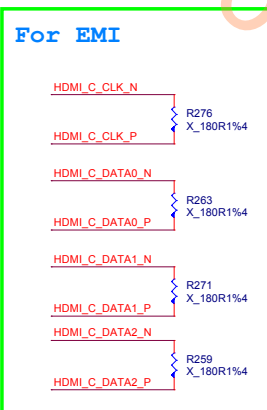 For EMI
HDMI_C_CLK_N
R276
X_180R1%4
HDMI_C_CLK_P
HDMI_C_DATA0_N
R263
X_180R1%4
HDMI_C_DATA0_P
HDMI_C_DATA1_N
R271
X_180R1%4
HDMI_C_DATA1_P
HDMI_C_DATA2_N
R259
X_180R1%4
HDMI_C_DATA2_P